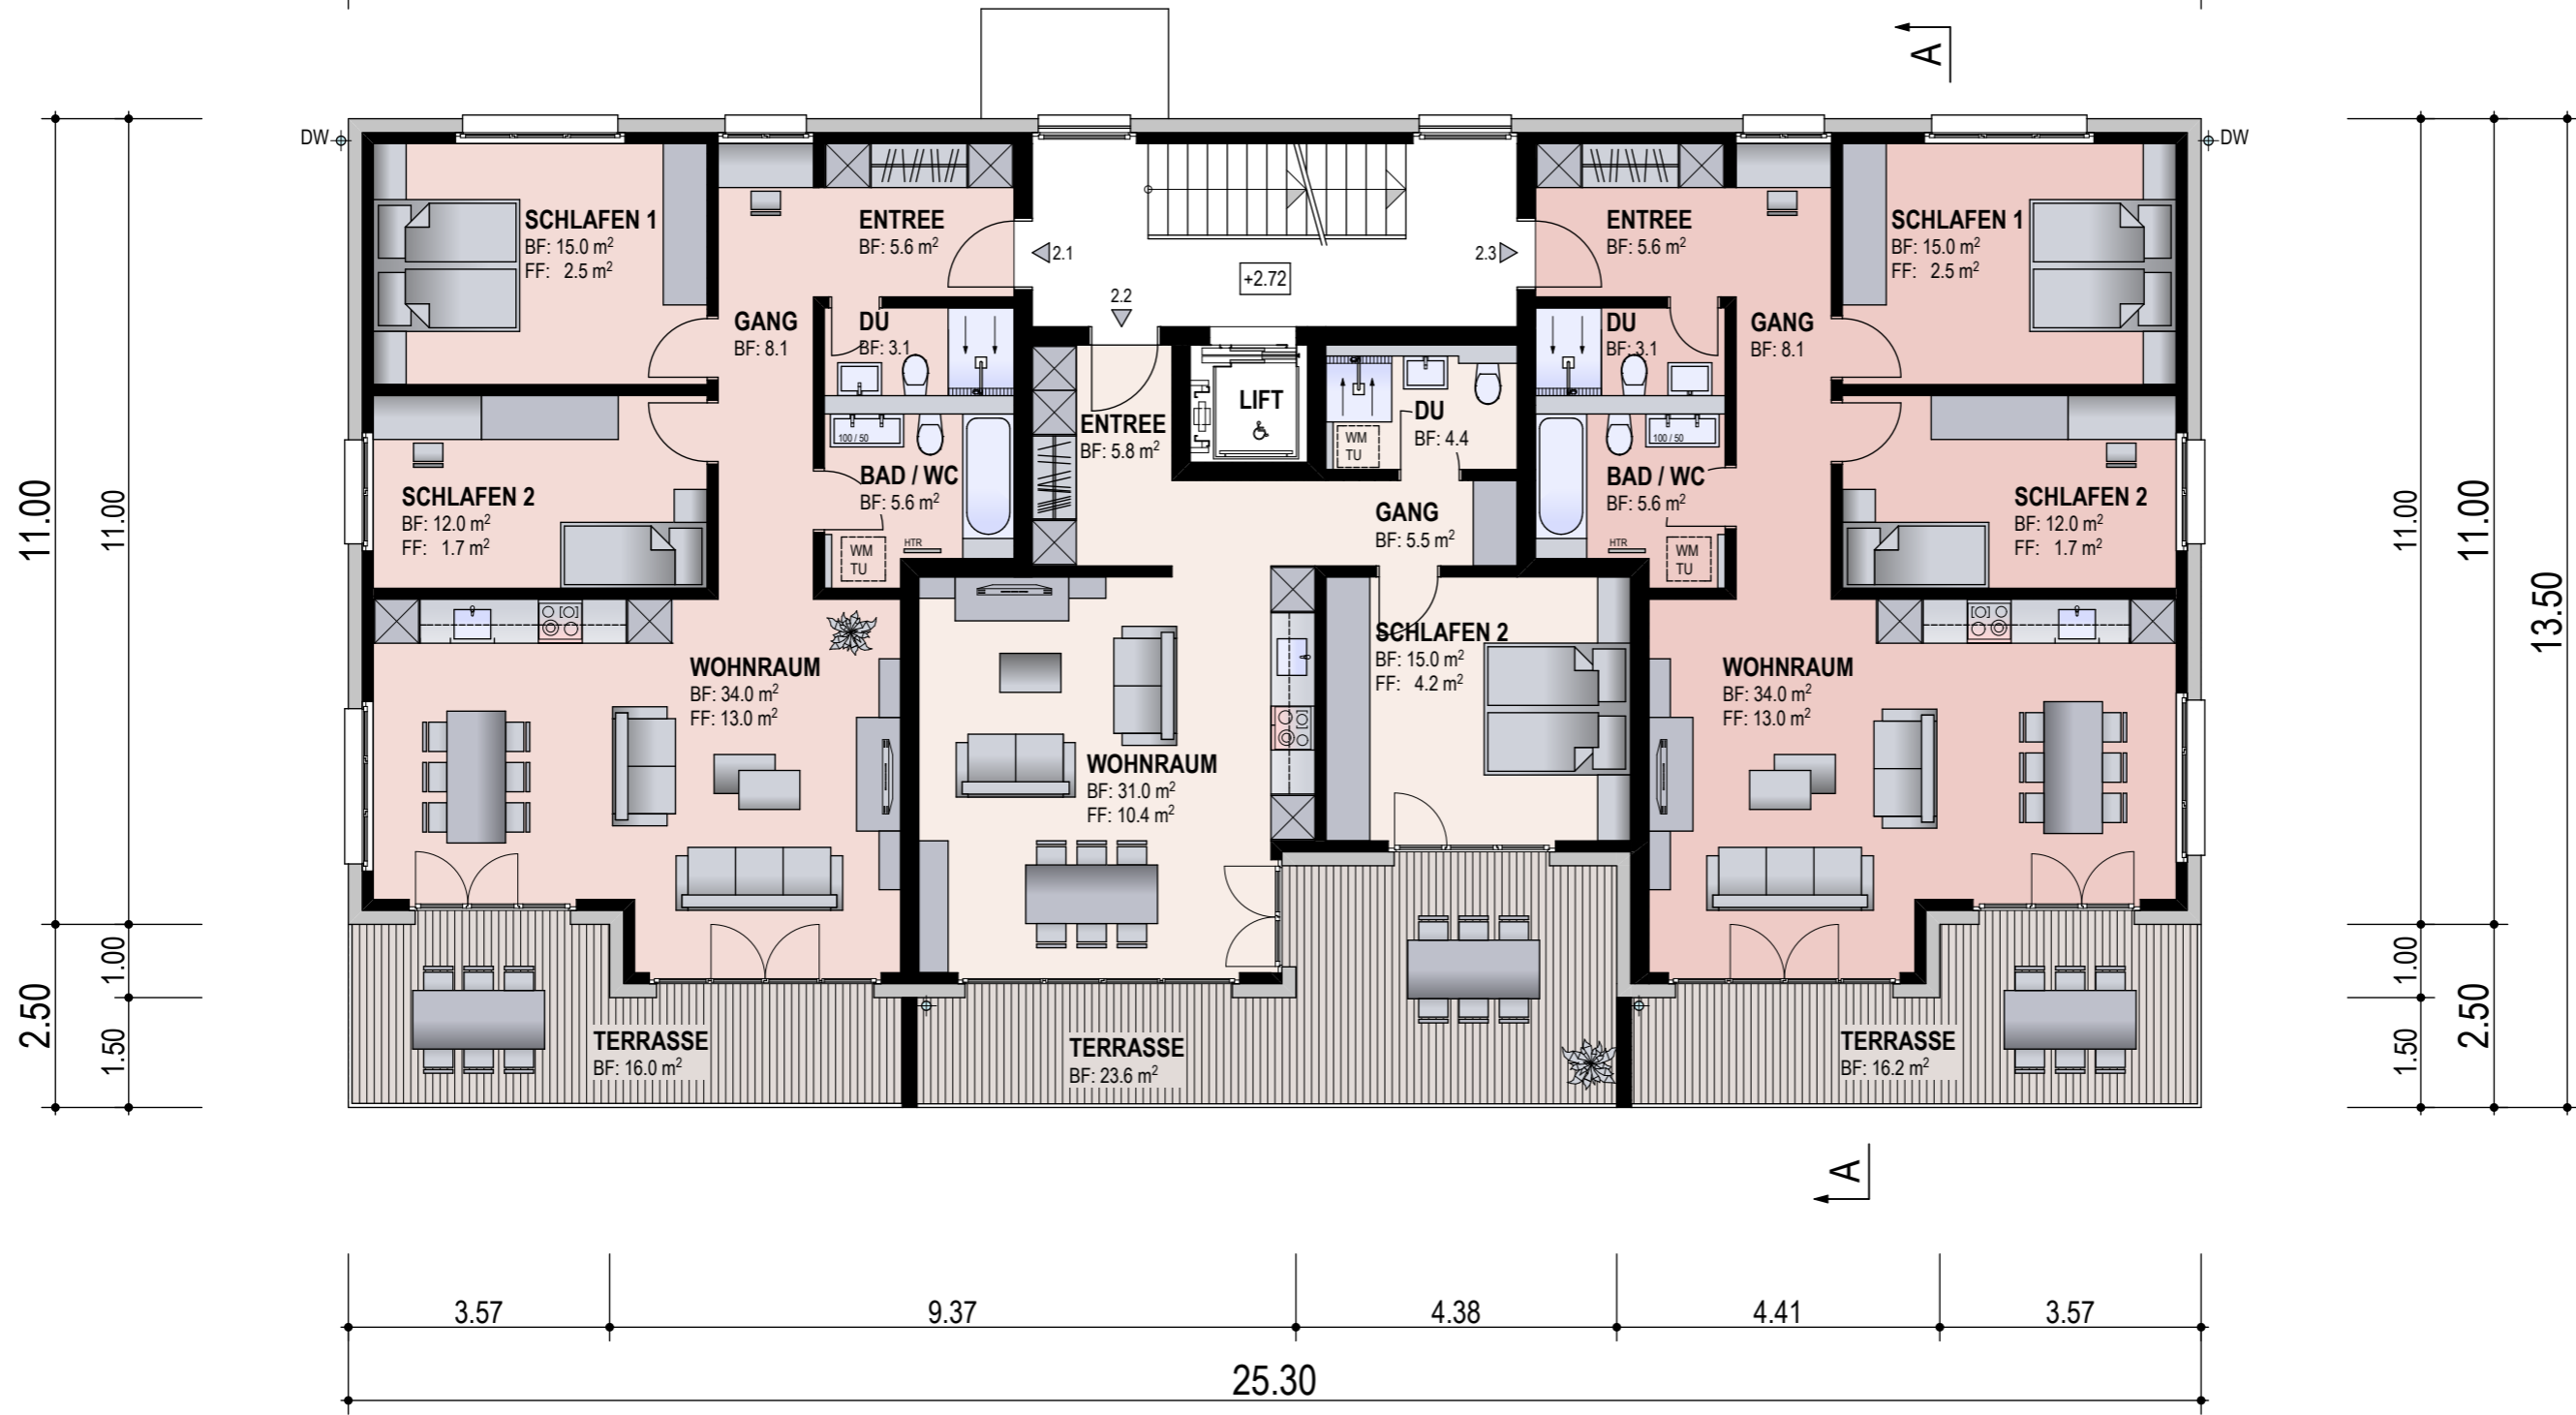 A
DW
DW
SCHLAFEN 1
BF: 15.0 m²
FF: 2.5 m²
ENTREE
BF: 5.6 m²
2.1
2.2
2.3
+2.72
ENTREE
BF: 5.6 m²
SCHLAFEN 1
BF: 15.0 m²
FF: 2.5 m²
GANG
BF: 8.1
DU
BF: 3.1
DU
BF: 3.1
GANG
BF: 8.1
LIFT
ENTREE
BF: 5.8 m²
DU
BF: 4.4
WM
TU
100 / 50
100 / 50
SCHLAFEN 2
BF: 12.0 m²
FF: 1.7 m²
BAD / WC
BF: 5.6 m²
HTR
WM
TU
GANG
BF: 5.5 m²
BAD / WC
BF: 5.6 m²
HTR
WM
TU
SCHLAFEN 2
BF: 12.0 m²
FF: 1.7 m²
WOHNRAUM
BF: 34.0 m²
FF: 13.0 m²
WOHNRAUM
BF: 31.0 m²
FF: 10.4 m²
SCHLAFEN 2
BF: 15.0 m²
FF: 4.2 m²
WOHNRAUM
BF: 34.0 m²
FF: 13.0 m²
TERRASSE
BF: 16.0 m²
TERRASSE
BF: 23.6 m²
TERRASSE
BF: 16.2 m²
11.00
11.00
2.50
1.00
1.50
11.00
11.00
13.50
1.00
2.50
1.50
A
3.57
9.37
4.38
4.41
3.57
25.30